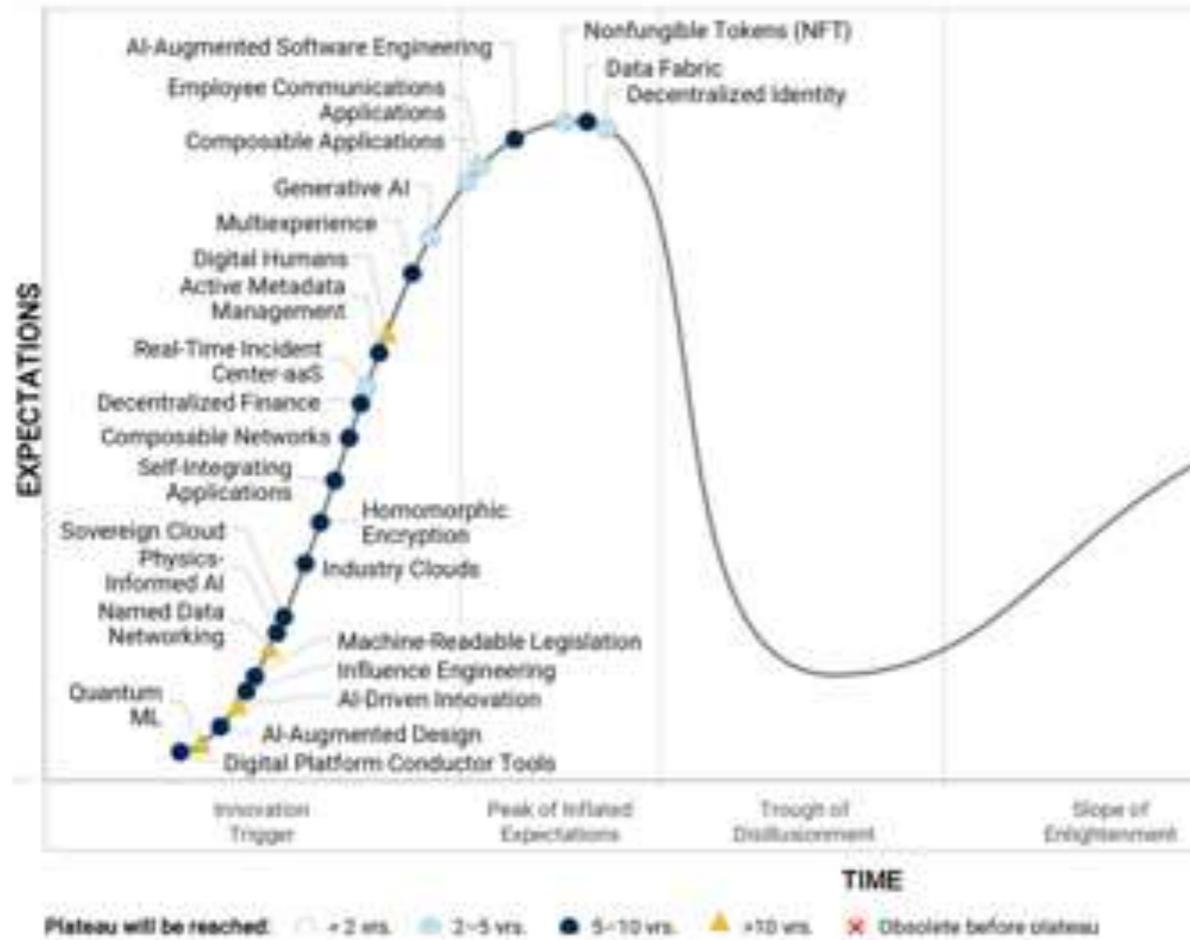 Nonfungible Tokens (NFT)
AI-Augmented Software Engineering
Data Fabric
Employee Communications
Applications
Decentralized Identity
Composable Applications
Generative AI
Multiexperience
Digital Humans
Active Metadata
Management
Real-Time Incident
Center-aaS
Decentralized Finance
Composable Networks
Self-Integrating
Applications
Homomorphic
Encryption
Sovereign Cloud
Physics-
Informed AI
Industry Clouds
Named Data
Networking
Machine-Readable Legislation
Influence Engineering
Quantum
ML
AI-Driven Innovation
AI-Augmented Design
Digital Platform Conductor Tools
EXPECTATIONS
Innovation
Trigger
Peak of Inflated
Expectations
Trough of
Disillusionment
Slope of
Enlightenment
TIME
Plateau will be reached: < 2 yrs. 2–5 yrs. 5–10 yrs. >10 yrs. Obsolete before plateau